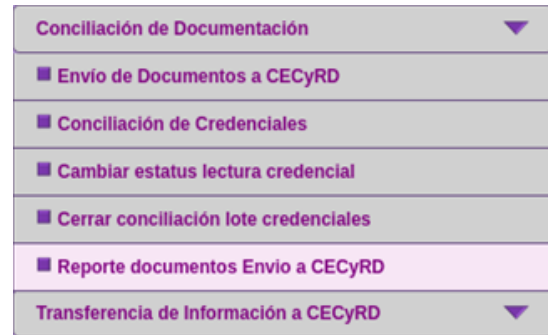 Conciliación de Documentación
Envío de Documentos a CECyRD
Conciliación de Credenciales
Cambiar estatus lectura credencial
Cerrar conciliación lote credenciales
Reporte documentos Envio a CECyRD
Transferencia de Información a CECyRD